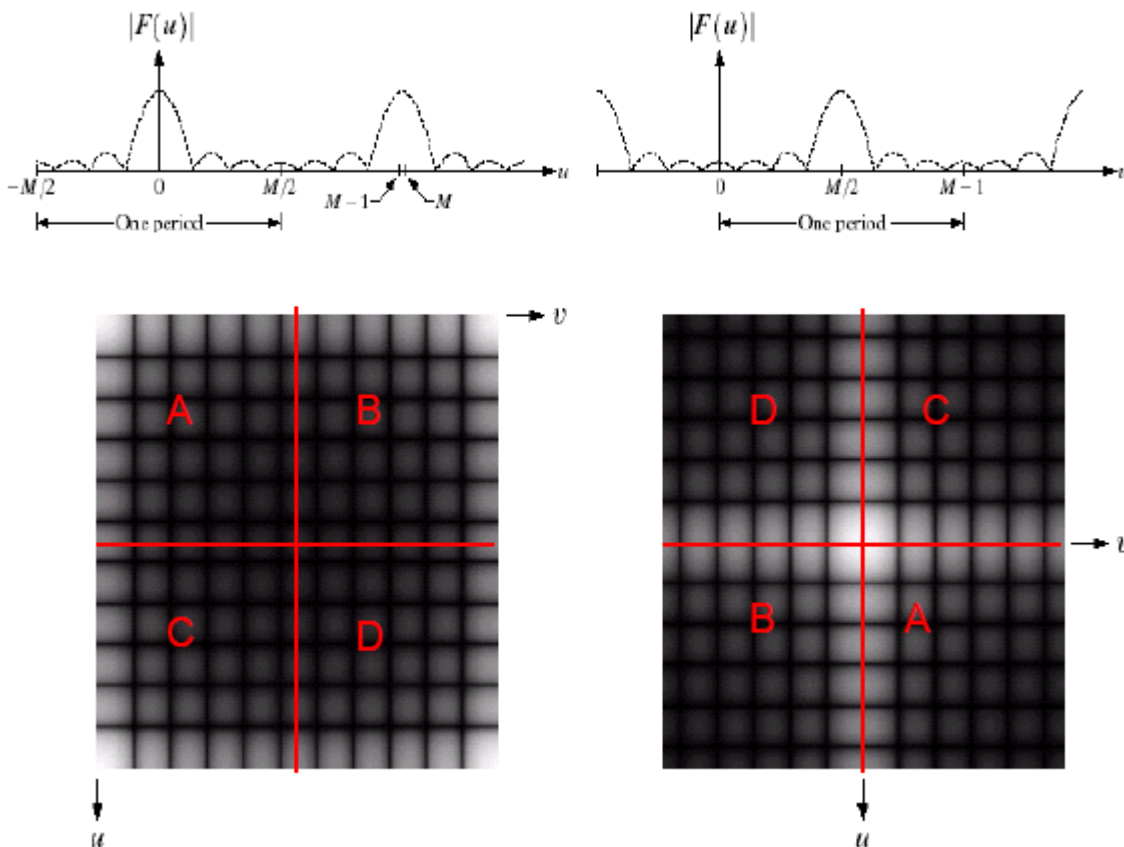 |F(u)| |F(u)|
u
−M/2 0 M/2 M − 1 M
0 M/2 M−1
One period One period
v
A B
D C
v
C D
B A
u u